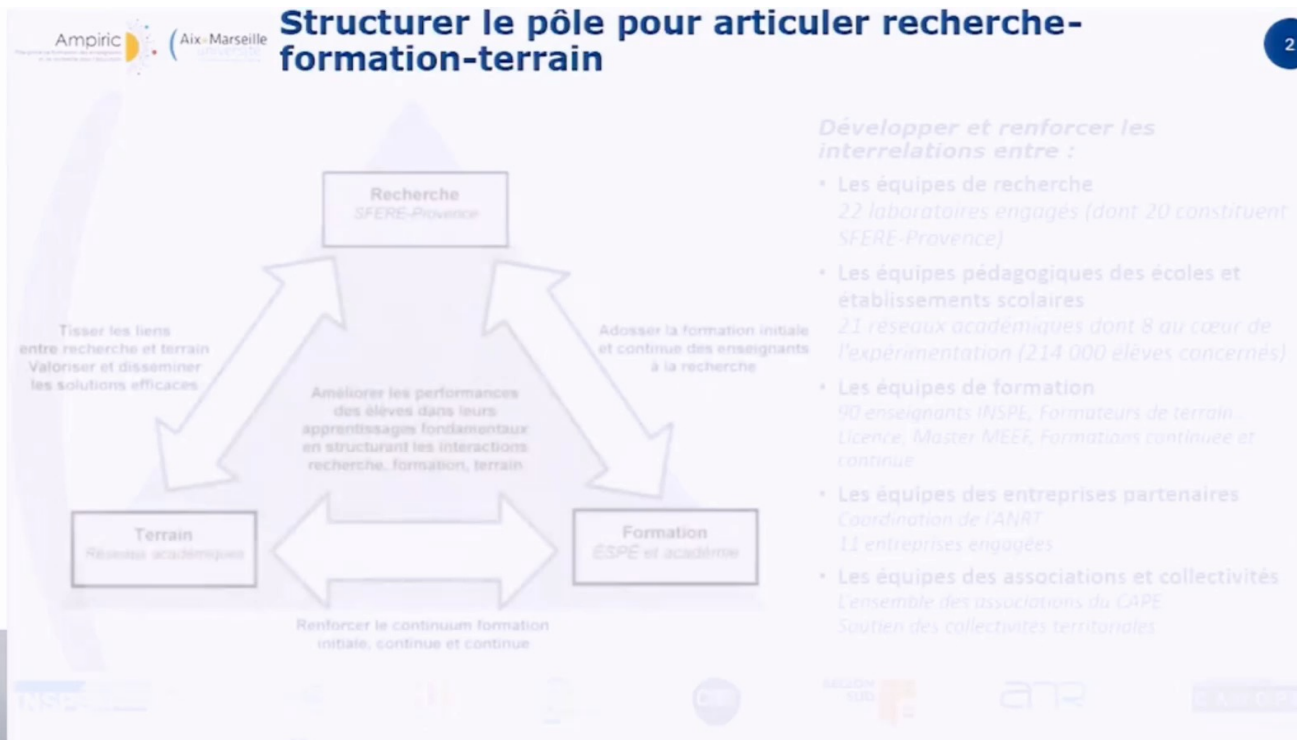 Ampiric
Aix-Marseille
université
Structurer le pôle pour articuler recherche-
formation-terrain
2
Recherche
SFERE-Provence
Tisser les liens
entre recherche et terrain
Valoriser et disseminer
les solutions efficaces
Adosser la formation initiale
et continue des enseignants
à la recherche
Améliorer les performances
des élèves dans leurs
apprentissages fondamentaux
en structurant les interactions
recherche, formation, terrain
Terrain
Réseaux académiques
Formation
ÉSPÉ et académie
Renforcer le continuum formation
initiale, continue et continue
Développer et renforcer les
interrelations entre :
• Les équipes de recherche
22 laboratoires engagés (dont 20 constituent
SFERE-Provence)
• Les équipes pédagogiques des écoles et
établissements scolaires
21 réseaux académiques dont 8 au cœur de
l'expérimentation (214 000 élèves concernés)
• Les équipes de formation
90 enseignants INSPE, Formateurs de terrain
Licence, Master MEEF, Formations continuée et
continue
• Les équipes des entreprises partenaires
Coordination de l'ANRT
11 entreprises engagées
• Les équipes des associations et collectivités
L'ensemble des associations du CAPE
Soutien des collectivités territoriales
REGION
SUD
anr